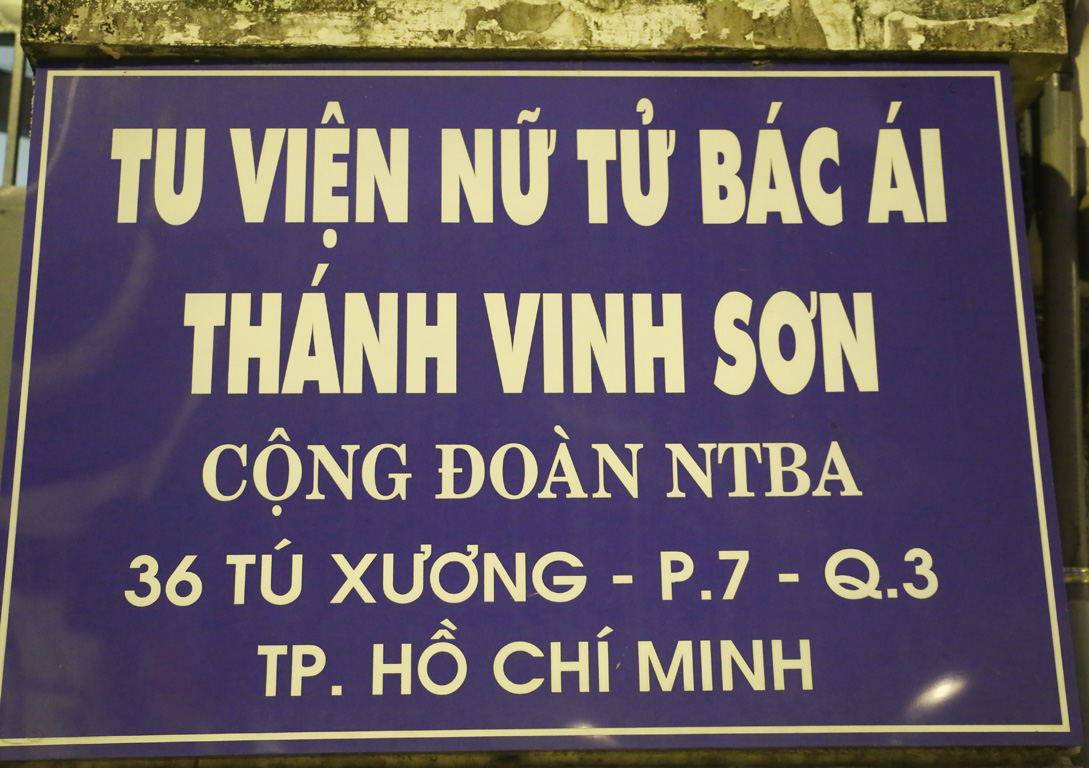 TU VIỆN NỮ TỬ BÁC ÁI
THÁNH VINH SƠN
CỘNG ĐOÀN NTBA
36 TÚ XƯƠNG - P.7 - Q.3
TP. HỒ CHÍ MINH